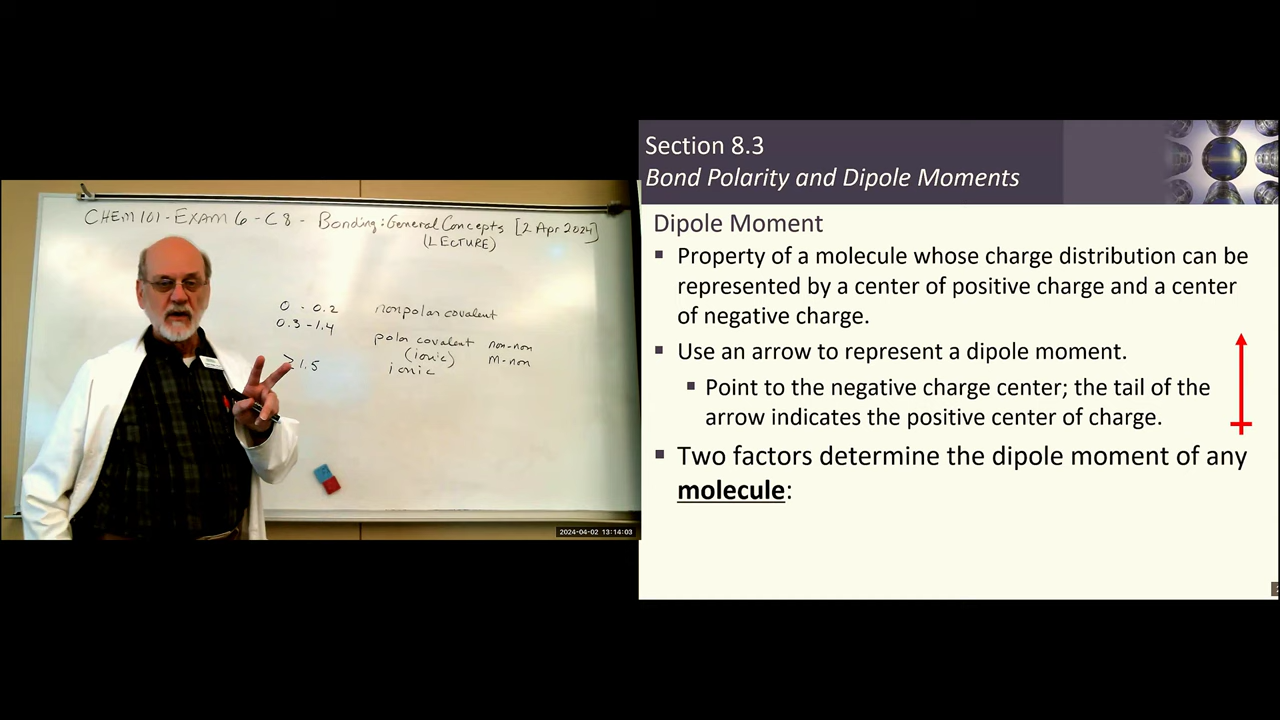 CHEM 101 - EXAM 6 - C8 - Bonding: General Concepts [2 Apr 2024]
(LECTURE)
0 - 0.2 nonpolar covalent
0.3 - 1.4 polar covalent non-non
(ionic) M-non
≥1.5 ionic
2024-04-02 13:14:03
Section 8.3
Bond Polarity and Dipole Moments
Dipole Moment
▪ Property of a molecule whose charge distribution can be
represented by a center of positive charge and a center
of negative charge.
▪ Use an arrow to represent a dipole moment.
▪ Point to the negative charge center; the tail of the
arrow indicates the positive center of charge.
▪ Two factors determine the dipole moment of any
molecule: